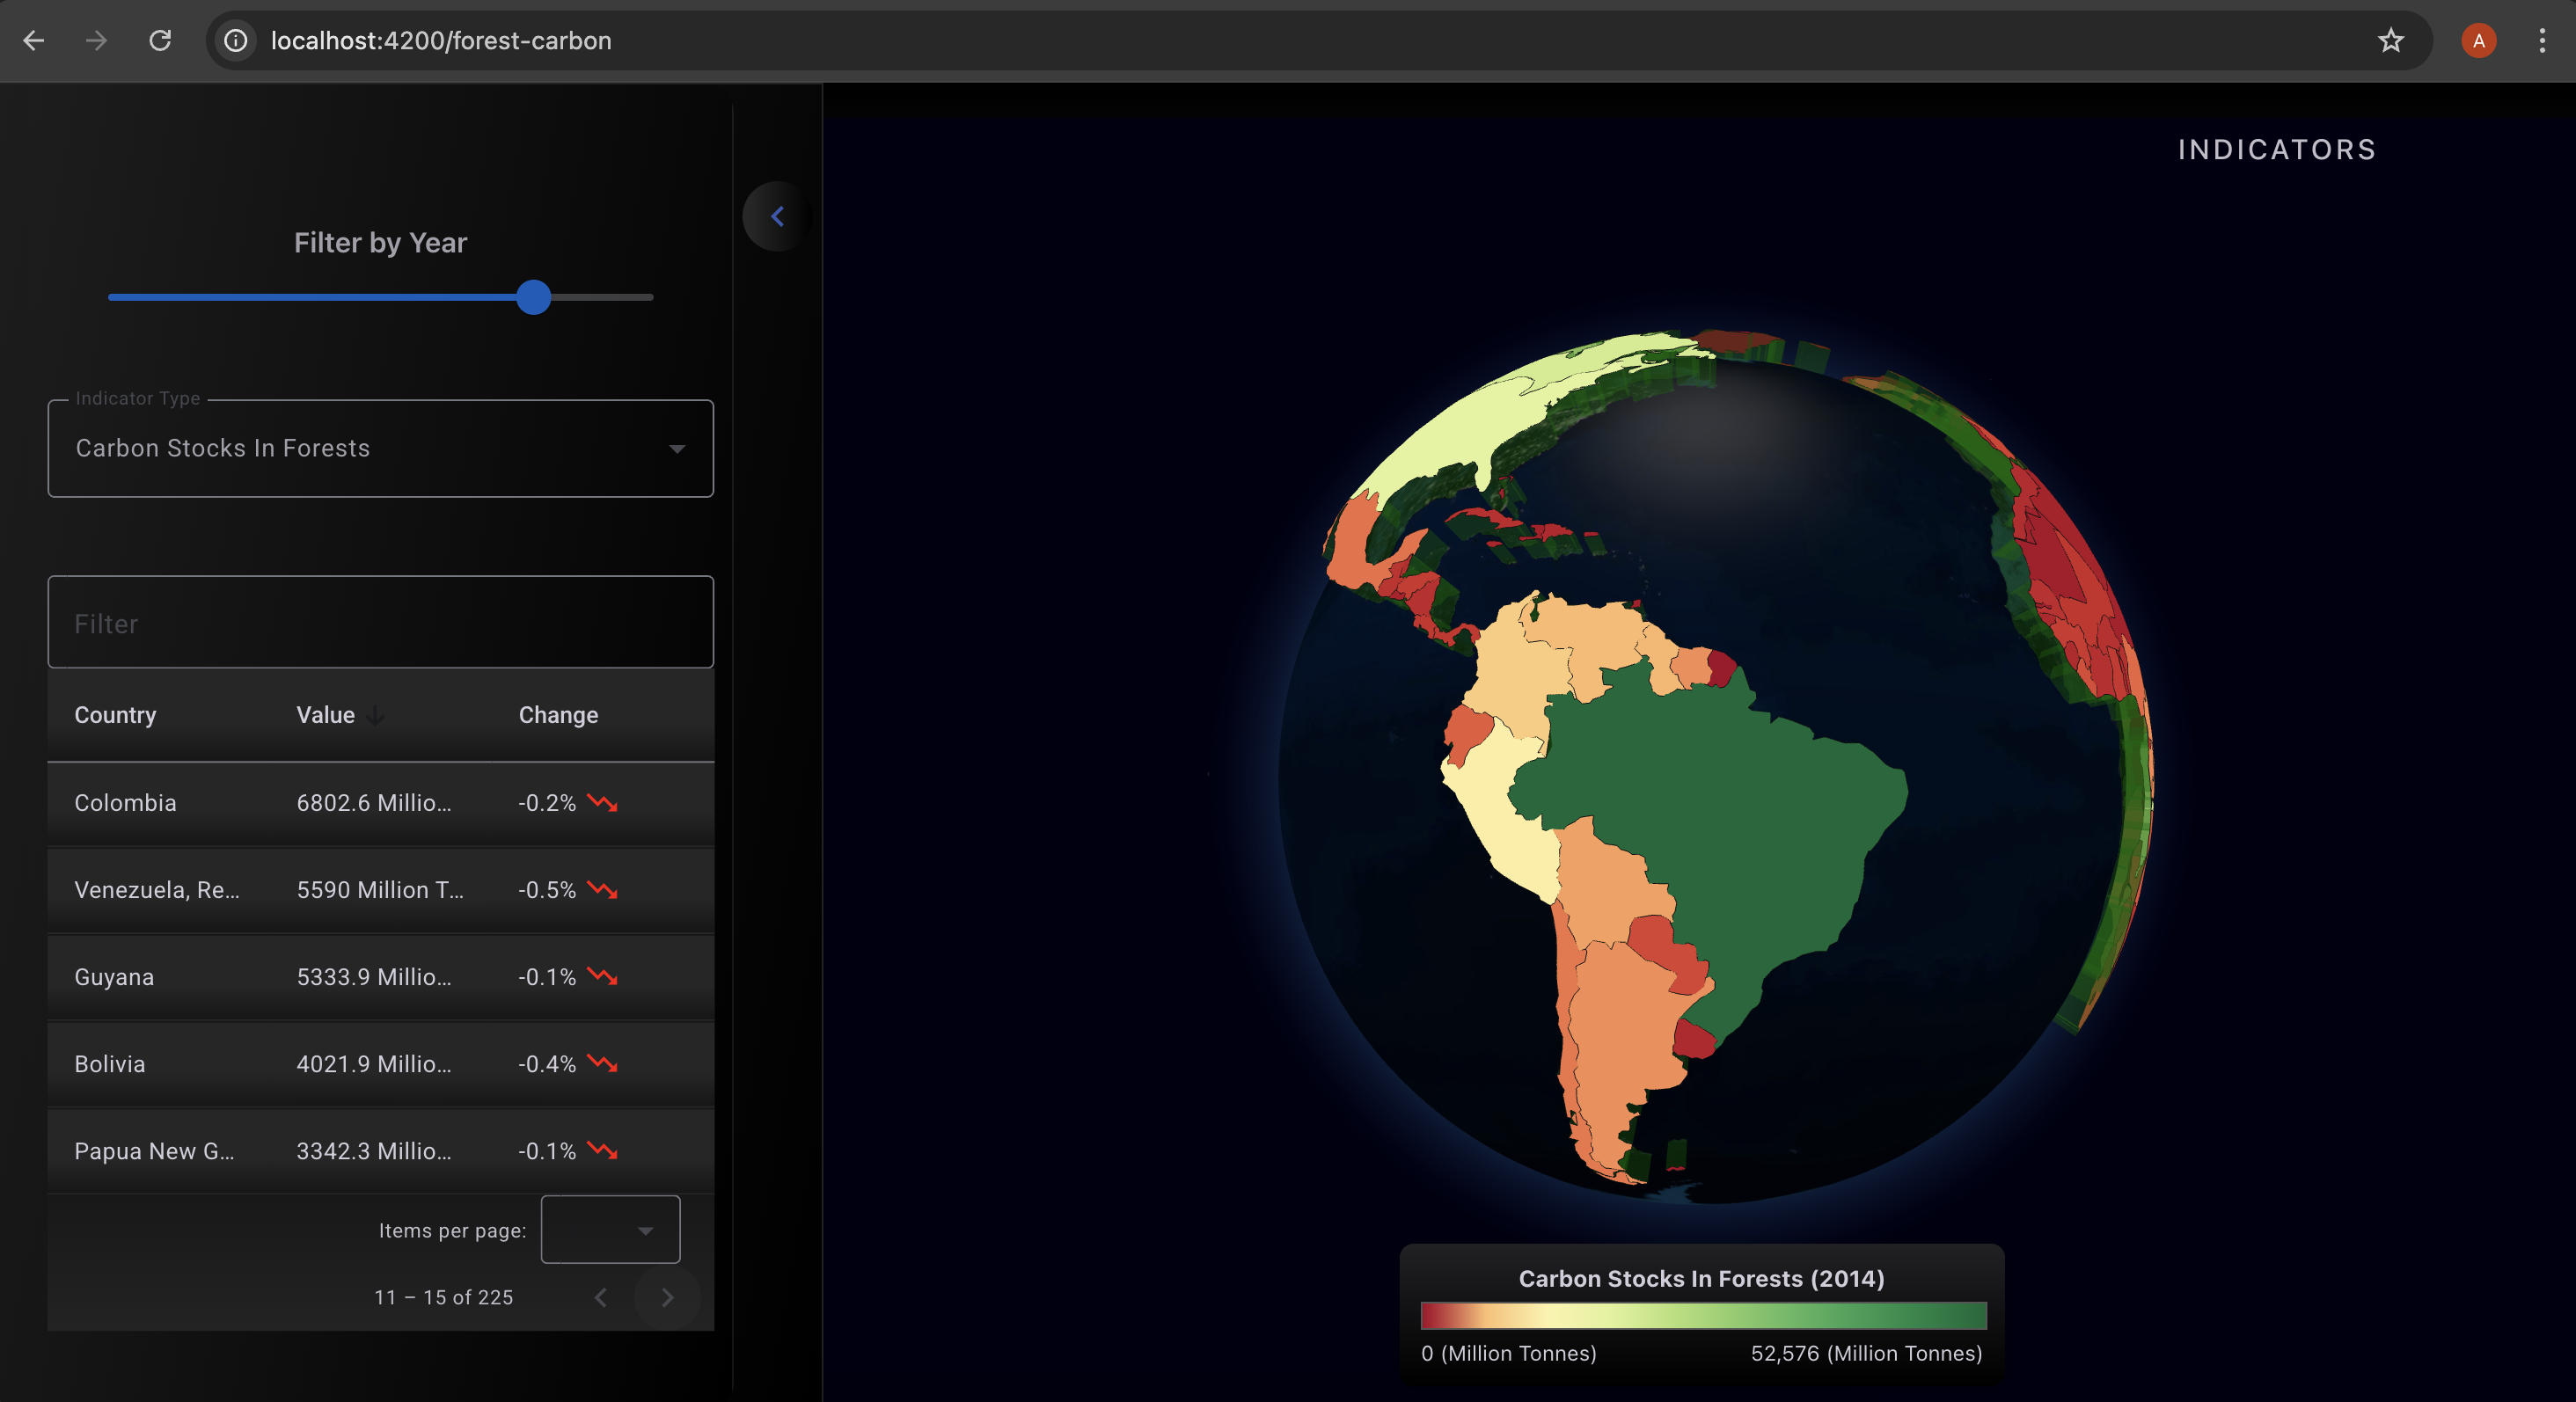 localhost:4200/forest-carbon
A
INDICATORS
Filter by Year
Indicator Type
Carbon Stocks In Forests
Filter
Country Value Change
Colombia 6802.6 Millio... -0.2%
Venezuela, Re... 5590 Million T... -0.5%
Guyana 5333.9 Millio... -0.1%
Bolivia 4021.9 Millio... -0.4%
Papua New G... 3342.3 Millio... -0.1%
Items per page:
11 – 15 of 225
Carbon Stocks In Forests (2014)
0 (Million Tonnes) 52,576 (Million Tonnes)